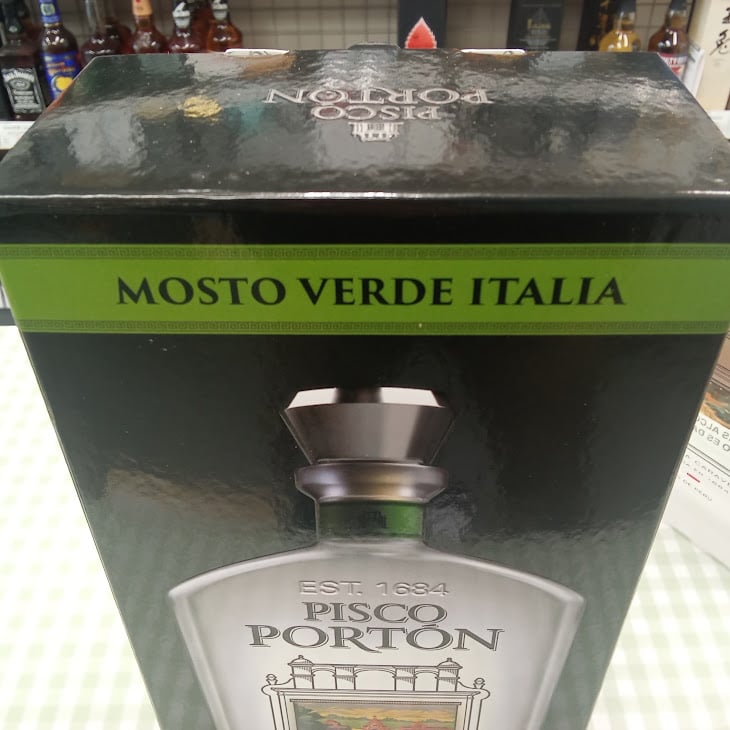 PISCO
PORTÓN
MOSTO VERDE ITALIA
EST. 1684
PISCO
PORTÓN